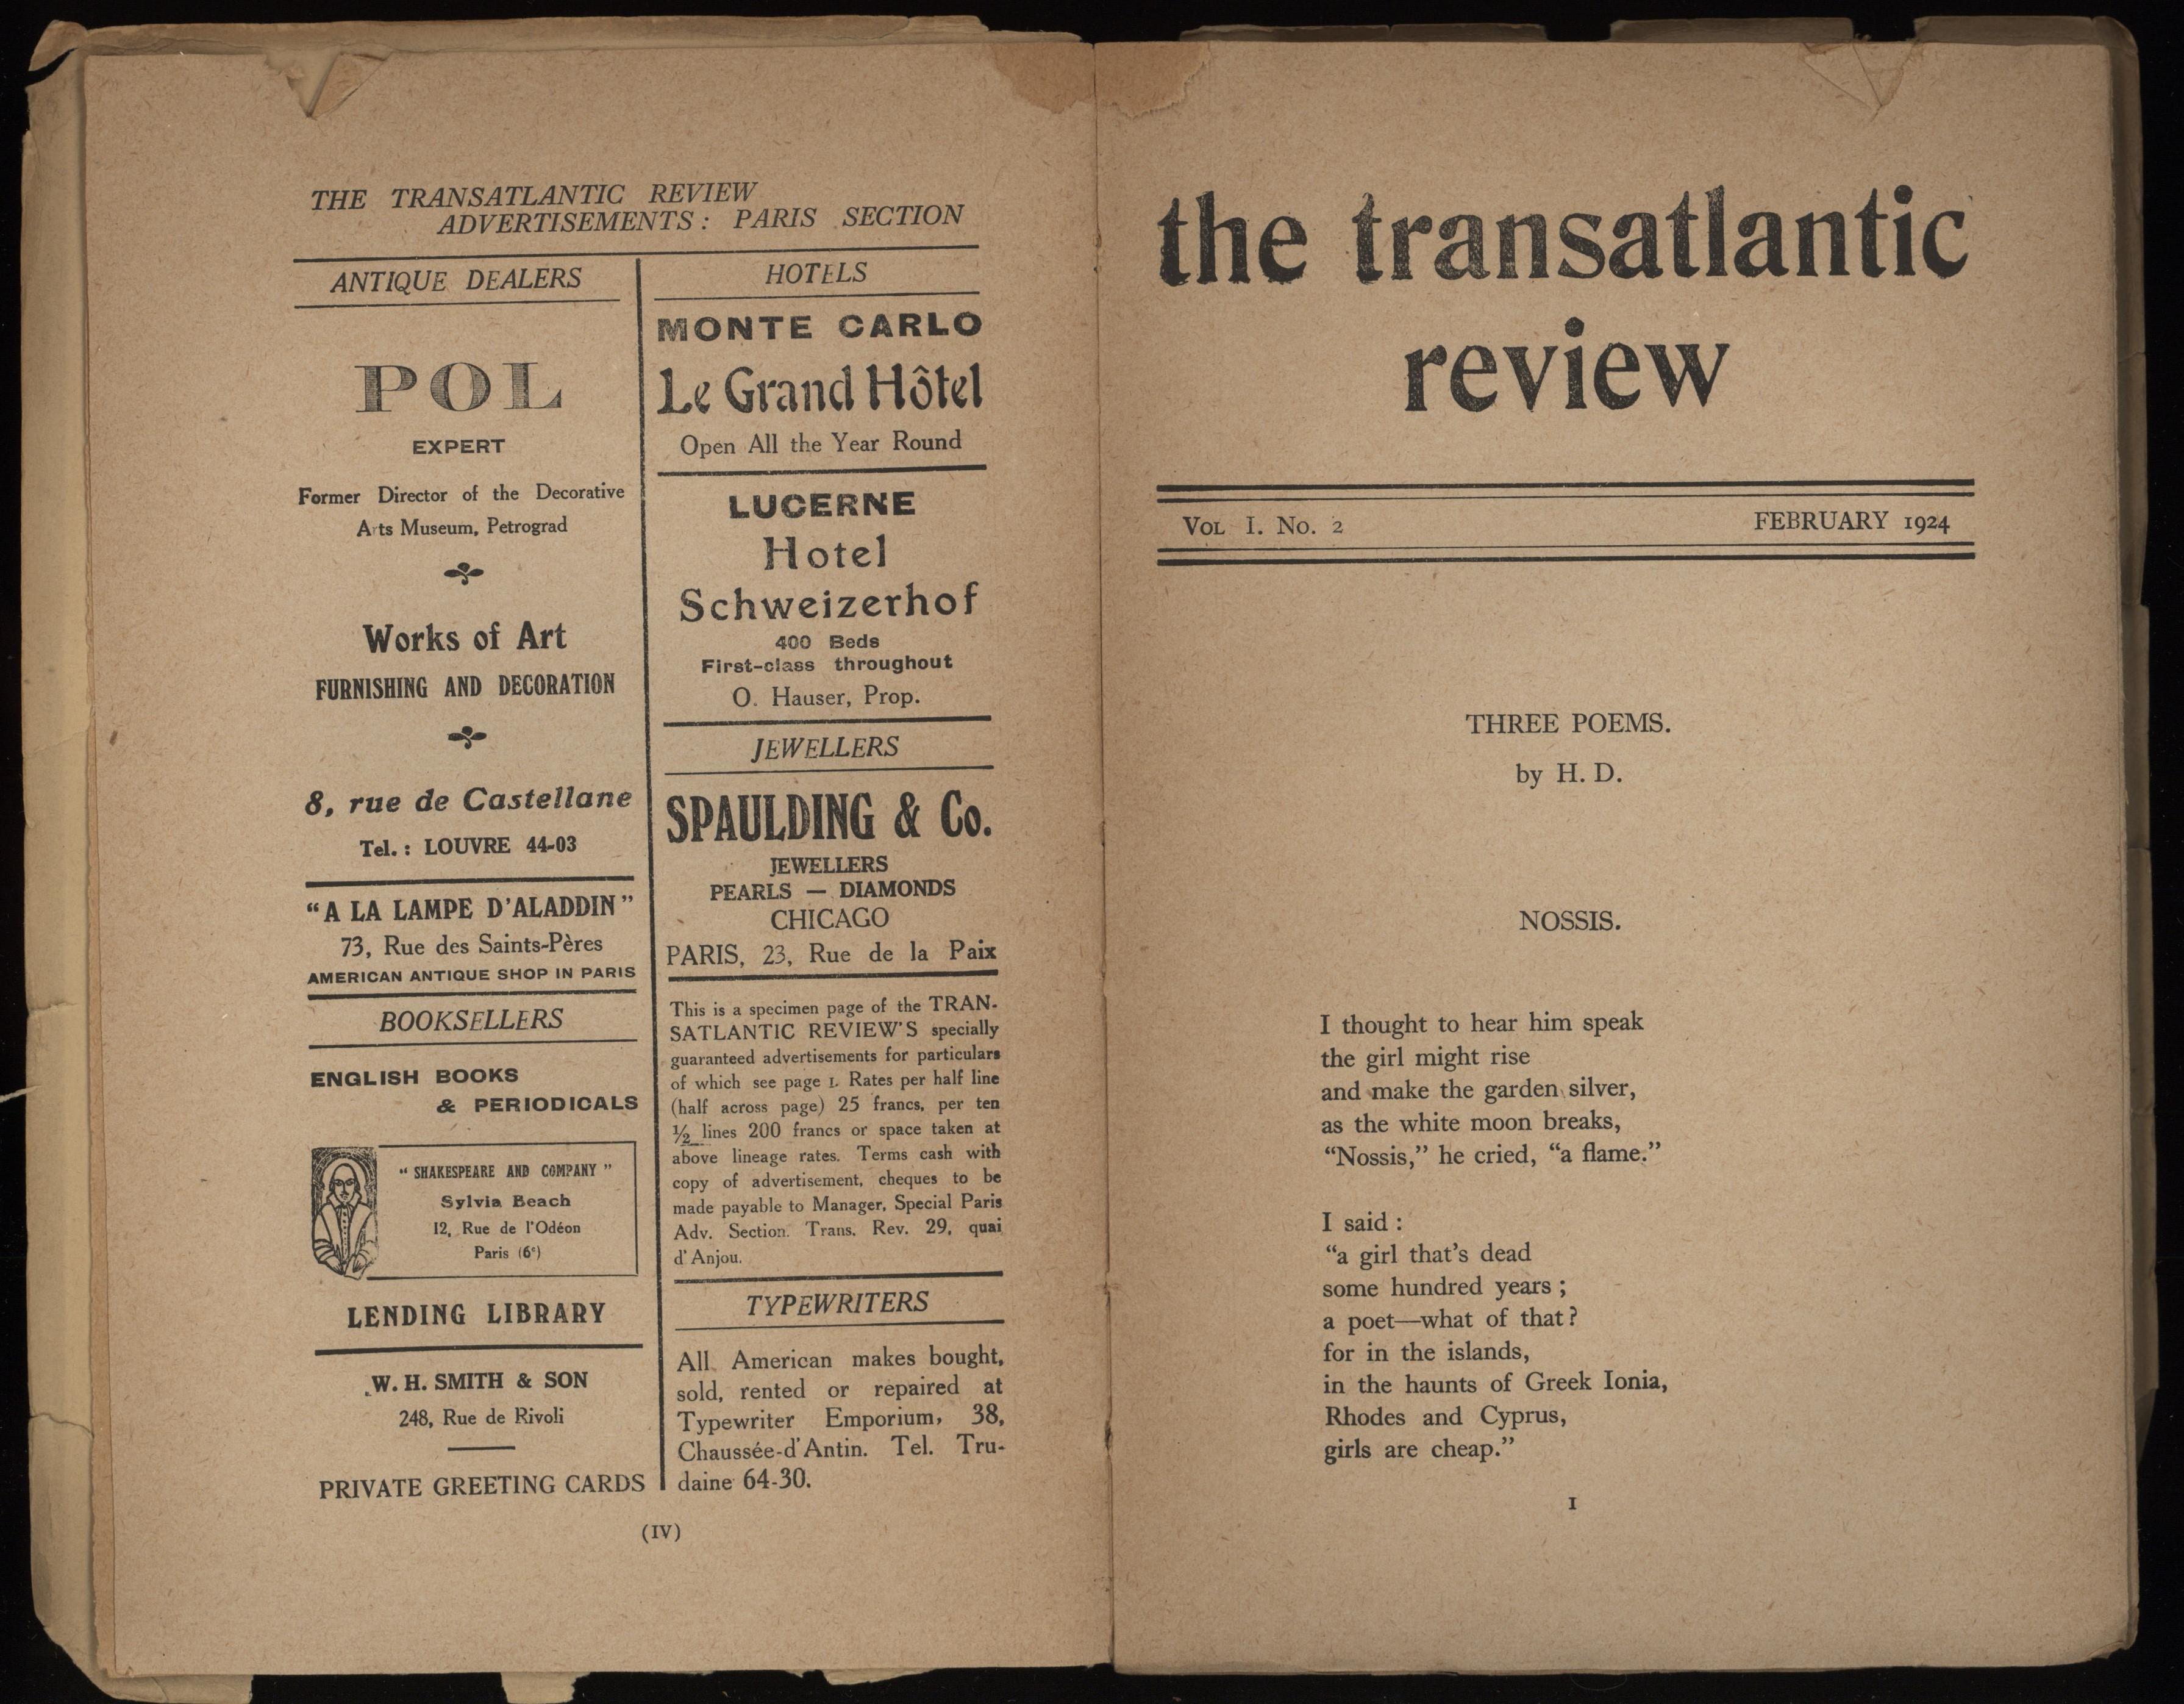 THE TRANSATLANTIC REVIEW
ADVERTISEMENTS : PARIS SECTION
ANTIQUE DEALERS
POL
EXPERT
Former Director of the Decorative
Arts Museum, Petrograd
Works of Art
FURNISHING AND DECORATION
8, rue de Castellane
Tel. : LOUVRE 44-03
“A LA LAMPE D'ALADDIN”
73, Rue des Saints-Pères
AMERICAN ANTIQUE SHOP IN PARIS
BOOKSELLERS
ENGLISH BOOKS
& PERIODICALS
“ SHAKESPEARE AND COMPANY ”
Sylvia Beach
12, Rue de l'Odéon
Paris (6e)
LENDING LIBRARY
W. H. SMITH & SON
248, Rue de Rivoli
PRIVATE GREETING CARDS
HOTELS
MONTE CARLO
Le Grand Hôtel
Open All the Year Round
LUCERNE
Hotel
Schweizerhof
400 Beds
First-class throughout
O. Hauser, Prop.
JEWELLERS
SPAULDING & Co.
JEWELLERS
PEARLS — DIAMONDS
CHICAGO
PARIS, 23, Rue de la Paix
This is a specimen page of the TRAN-
SATLANTIC REVIEW'S specially
guaranteed advertisements for particulars
of which see page I. Rates per half line
(half across page) 25 francs, per ten
½ lines 200 francs or space taken at
above lineage rates. Terms cash with
copy of advertisement, cheques to be
made payable to Manager, Special Paris
Adv. Section. Trans. Rev. 29, quai
d'Anjou.
TYPEWRITERS
All American makes bought,
sold, rented or repaired at
Typewriter Emporium, 38,
Chaussée-d'Antin. Tel. Tru-
daine 64-30.
(IV)
the transatlantic
review
VOL I. No. 2
FEBRUARY 1924
THREE POEMS.
by H. D.
NOSSIS.
I thought to hear him speak
the girl might rise
and make the garden silver,
as the white moon breaks,
“Nossis,” he cried, “a flame.”
I said :
“a girl that's dead
some hundred years ;
a poet—what of that?
for in the islands,
in the haunts of Greek Ionia,
Rhodes and Cyprus,
girls are cheap.”
1